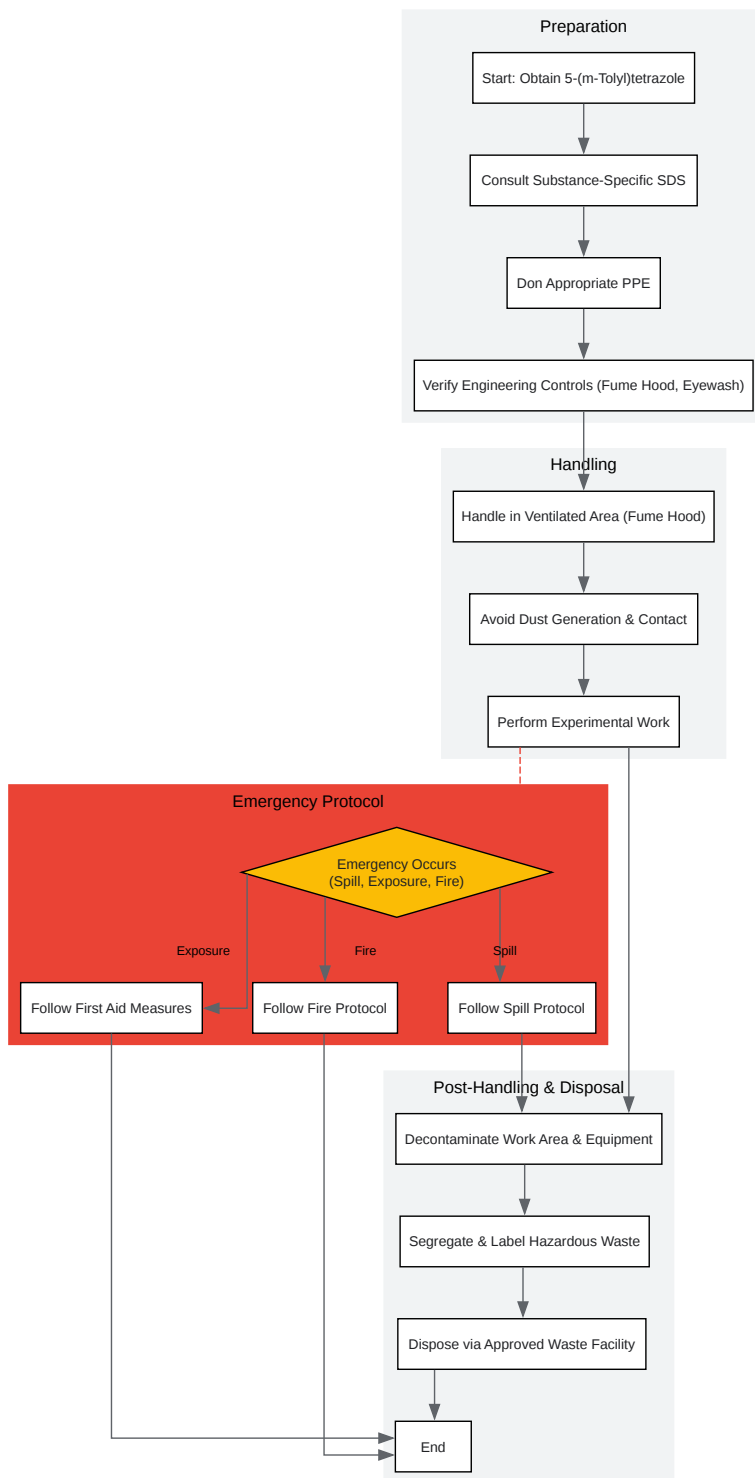 Preparation
Start: Obtain 5-(m-Tolyl)tetrazole
Consult Substance-Specific SDS
Don Appropriate PPE
Verify Engineering Controls (Fume Hood, Eyewash)
Handling
Handle in Ventilated Area (Fume Hood)
Avoid Dust Generation & Contact
Perform Experimental Work
Emergency Protocol
Emergency Occurs
(Spill, Exposure, Fire)
Exposure
Fire
Spill
Follow First Aid Measures
Follow Fire Protocol
Follow Spill Protocol
Post-Handling & Disposal
Decontaminate Work Area & Equipment
Segregate & Label Hazardous Waste
Dispose via Approved Waste Facility
End